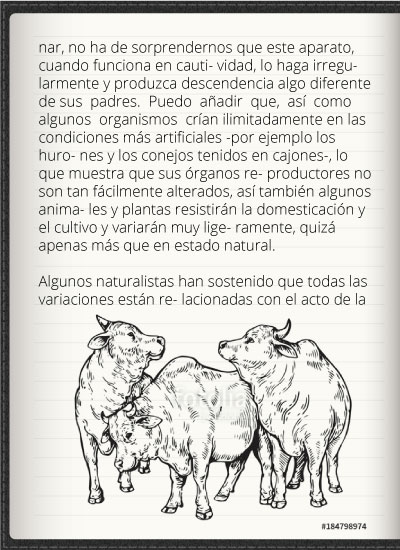 nar, no ha de sorprendernos que este aparato,
cuando funciona en cauti- vidad, lo haga irregu-
larmente y produzca descendencia algo diferente
de sus padres. Puedo añadir que, así como
algunos organismos crían ilimitadamente en las
condiciones más artificiales -por ejemplo los
huro- nes y los conejos tenidos en cajones-, lo
que muestra que sus órganos re- productores no
son tan fácilmente alterados, así también algunos
anima- les y plantas resistirán la domesticación y
el cultivo y variarán muy lige- ramente, quizá
apenas más que en estado natural.
Algunos naturalistas han sostenido que todas las
variaciones están re- lacionadas con el acto de la
#184798974